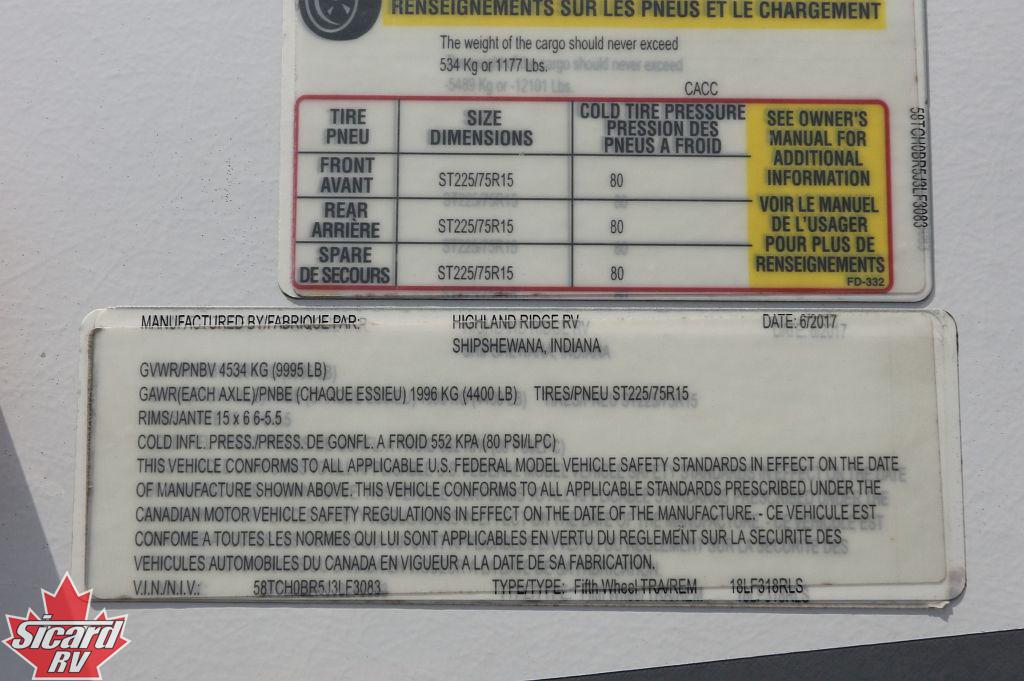 RENSEIGNEMENTS SUR LES PNEUS ET LE CHARGEMENT
The weight of the cargo should never exceed
534 Kg or 1177 Lbs.
CACC
TIRE PNEU SIZE DIMENSIONS COLD TIRE PRESSURE PRESSION DES PNEUS A FROID
FRONT AVANT ST225/75R15 80
REAR ARRIÈRE ST225/75R15 80
SPARE DE SECOURS ST225/75R15 80
SEE OWNER'S
MANUAL FOR
ADDITIONAL
INFORMATION
VOIR LE MANUEL
DE L'USAGER
POUR PLUS DE
RENSEIGNEMENTS
FD-332
58TCH0BR5J3LF3083
MANUFACTURED BY/FABRIQUE PAR: HIGHLAND RIDGE RV DATE: 6/2017
SHIPSHEWANA, INDIANA
GVWR/PNBV 4534 KG (9995 LB)
GAWR(EACH AXLE)/PNBE (CHAQUE ESSIEU) 1996 KG (4400 LB) TIRES/PNEU ST225/75R15
RIMS/JANTE 15 x 6 6-5.5
COLD INFL. PRESS./PRESS. DE GONFL. A FROID 552 KPA (80 PSI/LPC)
THIS VEHICLE CONFORMS TO ALL APPLICABLE U.S. FEDERAL MODEL VEHICLE SAFETY STANDARDS IN EFFECT ON THE DATE
OF MANUFACTURE SHOWN ABOVE. THIS VEHICLE CONFORMS TO ALL APPLICABLE STANDARDS PRESCRIBED UNDER THE
CANADIAN MOTOR VEHICLE SAFETY REGULATIONS IN EFFECT ON THE DATE OF THE MANUFACTURE. - CE VEHICULE EST
CONFOME A TOUTES LES NORMES QUI LUI SONT APPLICABLES EN VERTU DU REGLEMENT SUR LA SECURITE DES
VEHICULES AUTOMOBILES DU CANADA EN VIGUEUR A LA DATE DE SA FABRICATION.
V.I.N./N.I.V.: 58TCH0BR5J3LF3083 TYPE/TYPE: Fifth Wheel TRA/REM 18LF318RLS
Sicard
RV